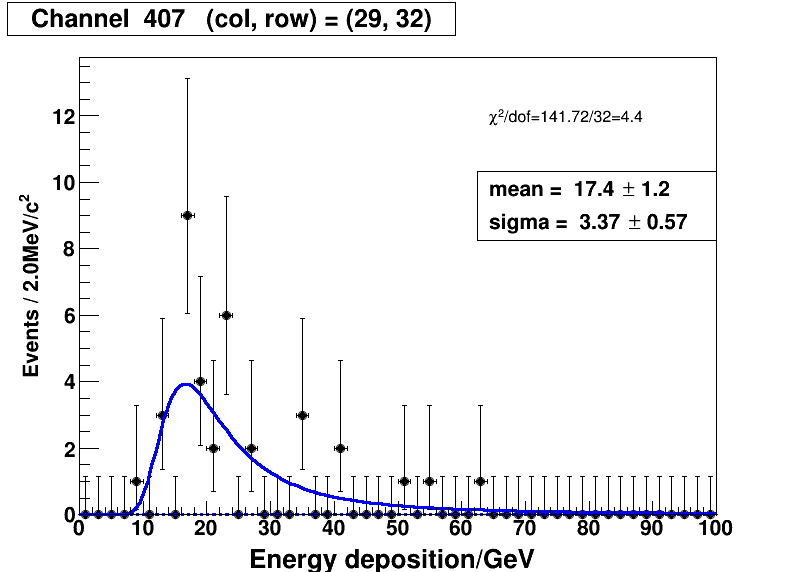 Channel 407 (col, row) = (29, 32)
χ²/dof=141.72/32=4.4
mean = 17.4 ± 1.2
sigma = 3.37 ± 0.57
Events / 2.0MeV/c²
12
10
8
6
4
2
0
0 10 20 30 40 50 60 70 80 90 100
Energy deposition/GeV